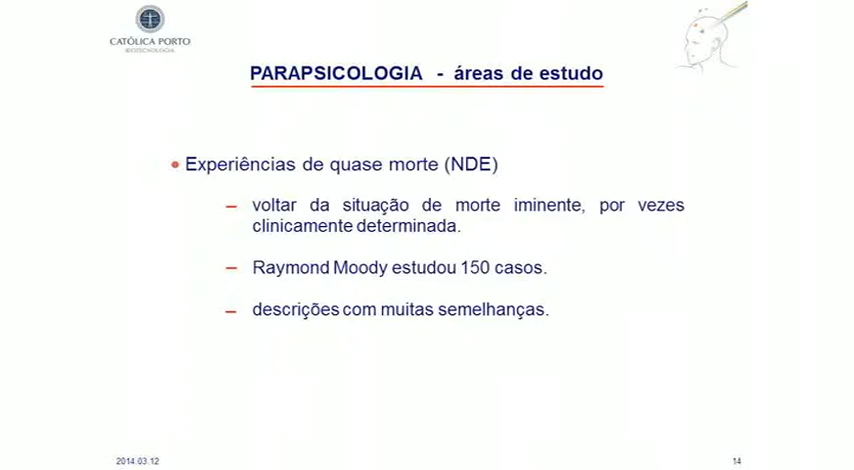 CATÓLICA PORTO
BIOTECNOLOGIA
PARAPSICOLOGIA - áreas de estudo
• Experiências de quase morte (NDE)
– voltar da situação de morte iminente, por vezes
clinicamente determinada.
– Raymond Moody estudou 150 casos.
– descrições com muitas semelhanças.
2014.03.12
14